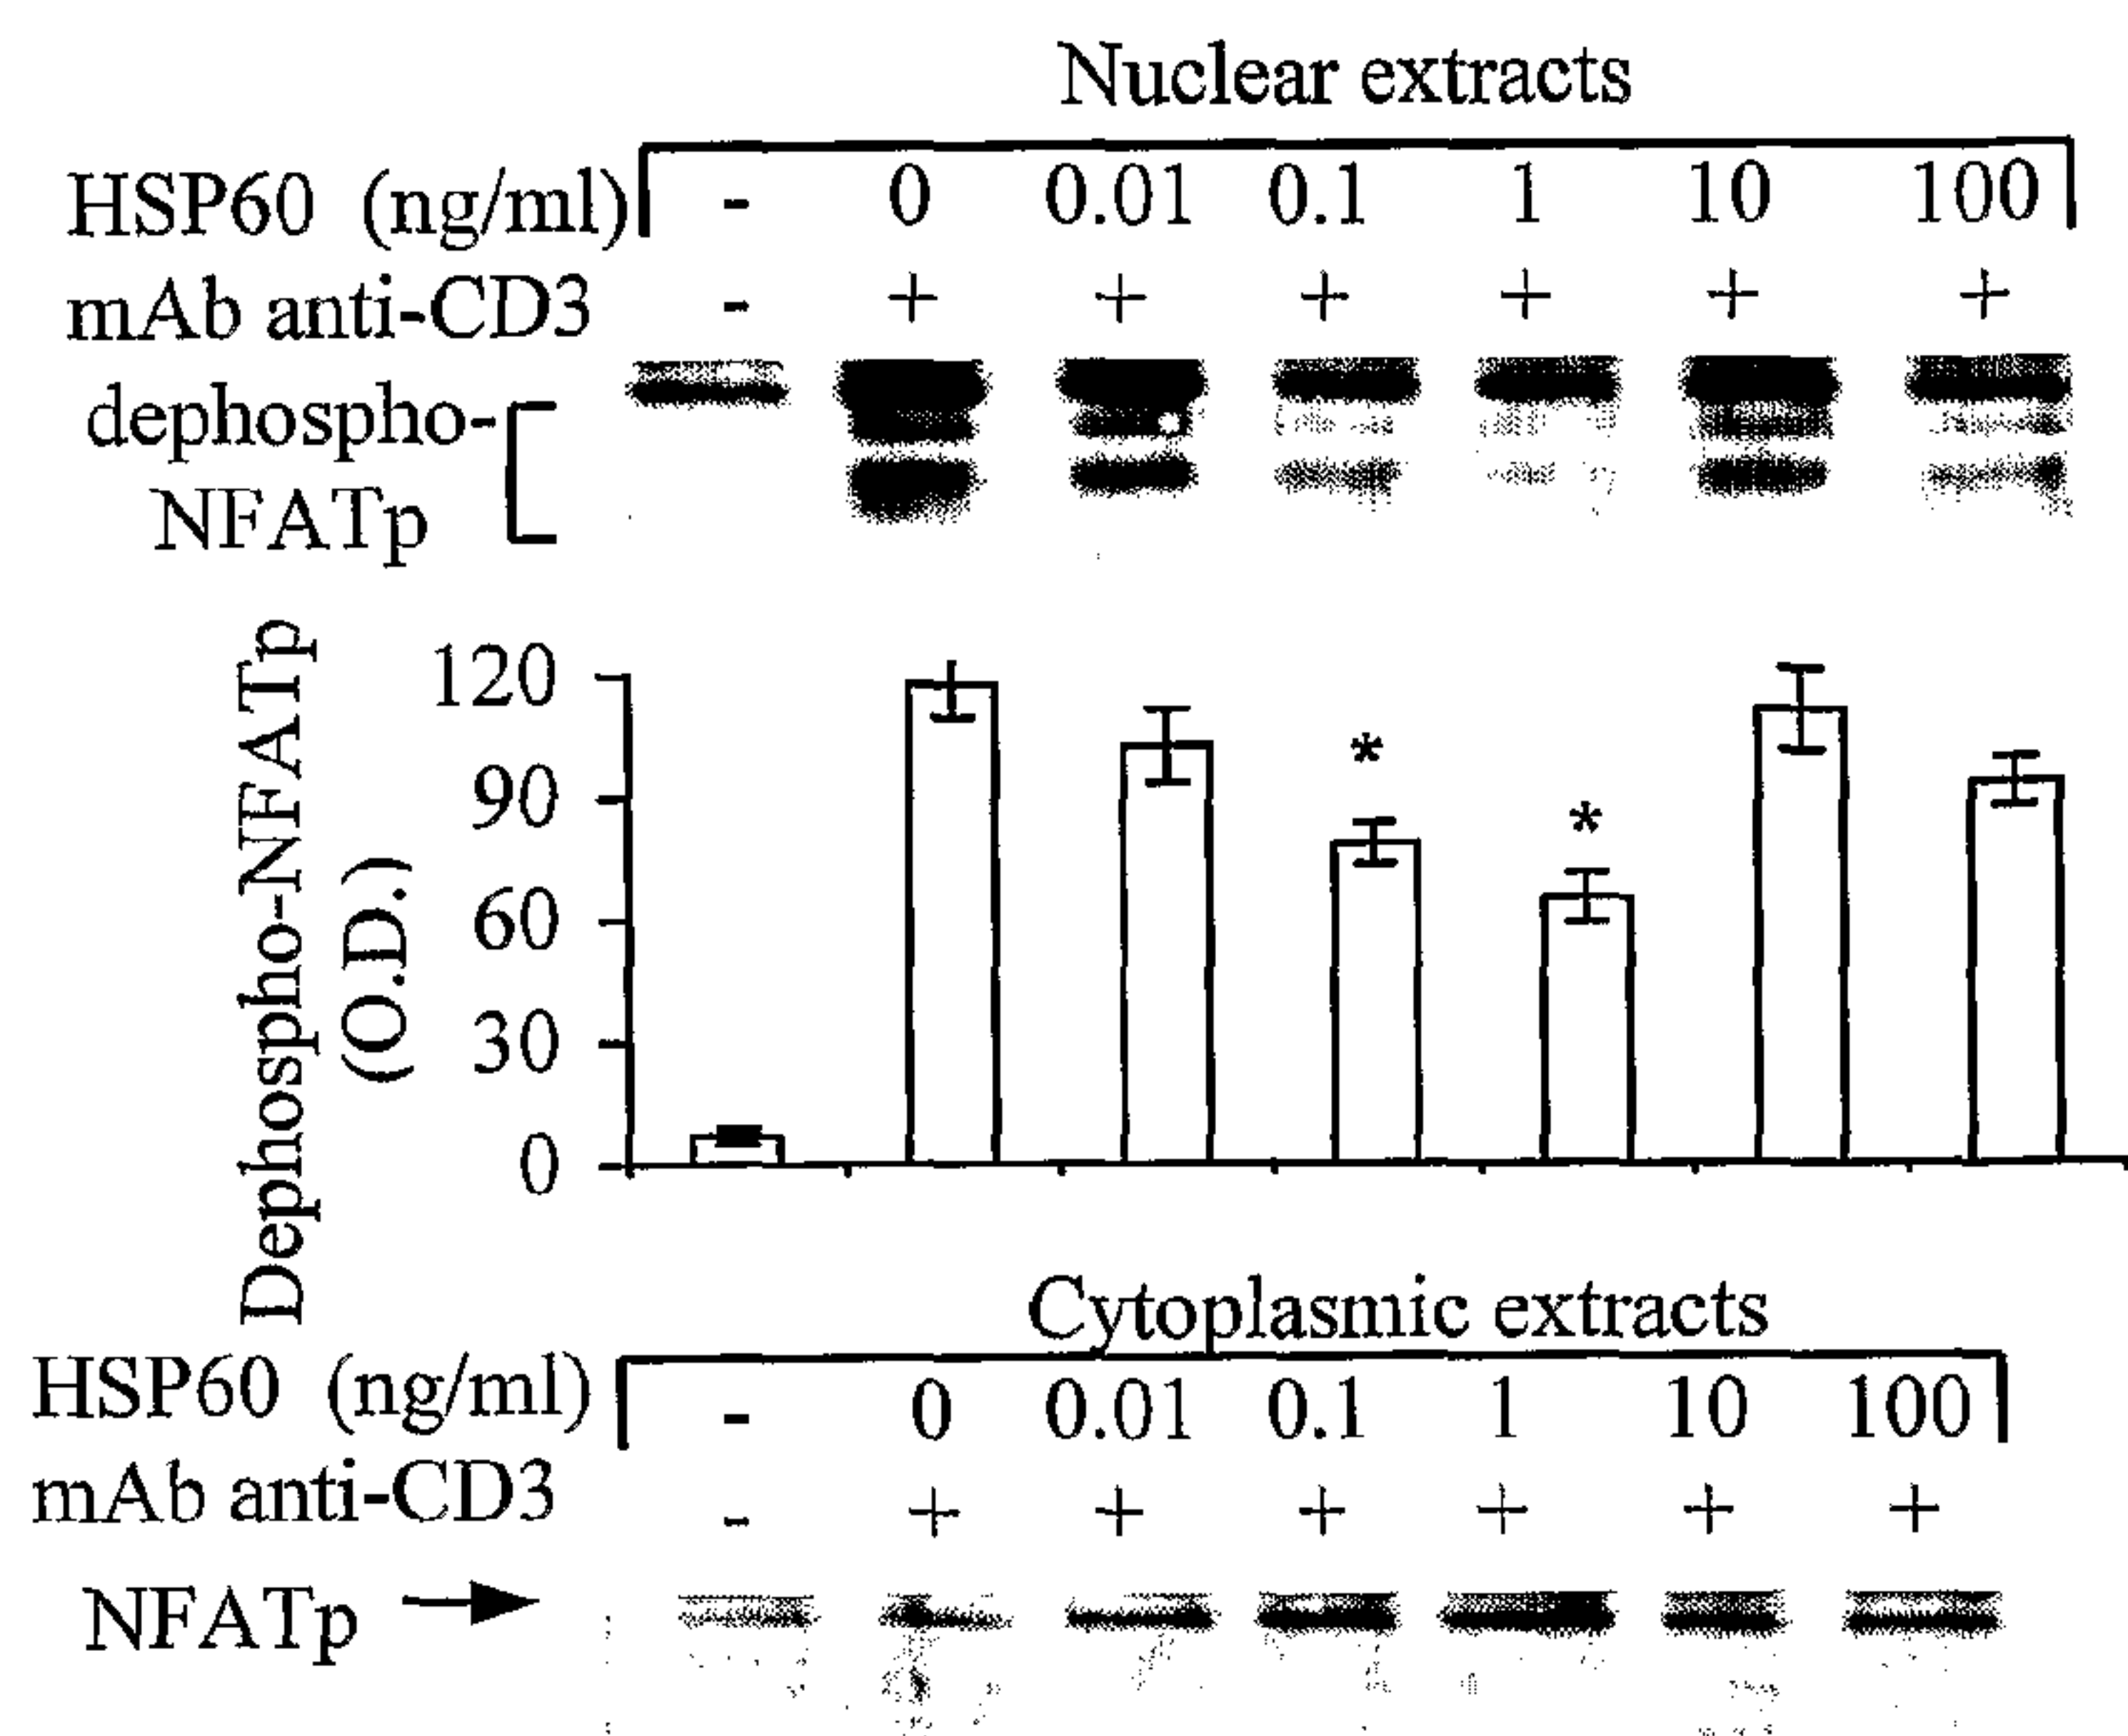 Nuclear extracts
HSP60 (ng/ml) - 0 0.01 0.1 1 10 100
mAb anti-CD3 - + + + + + +
dephospho-
NFATp
Dephospho-NFATp
(O.D.)
120
90
60
30
0
* *
Cytoplasmic extracts
HSP60 (ng/ml) - 0 0.01 0.1 1 10 100
mAb anti-CD3 - + + + + + +
NFATp